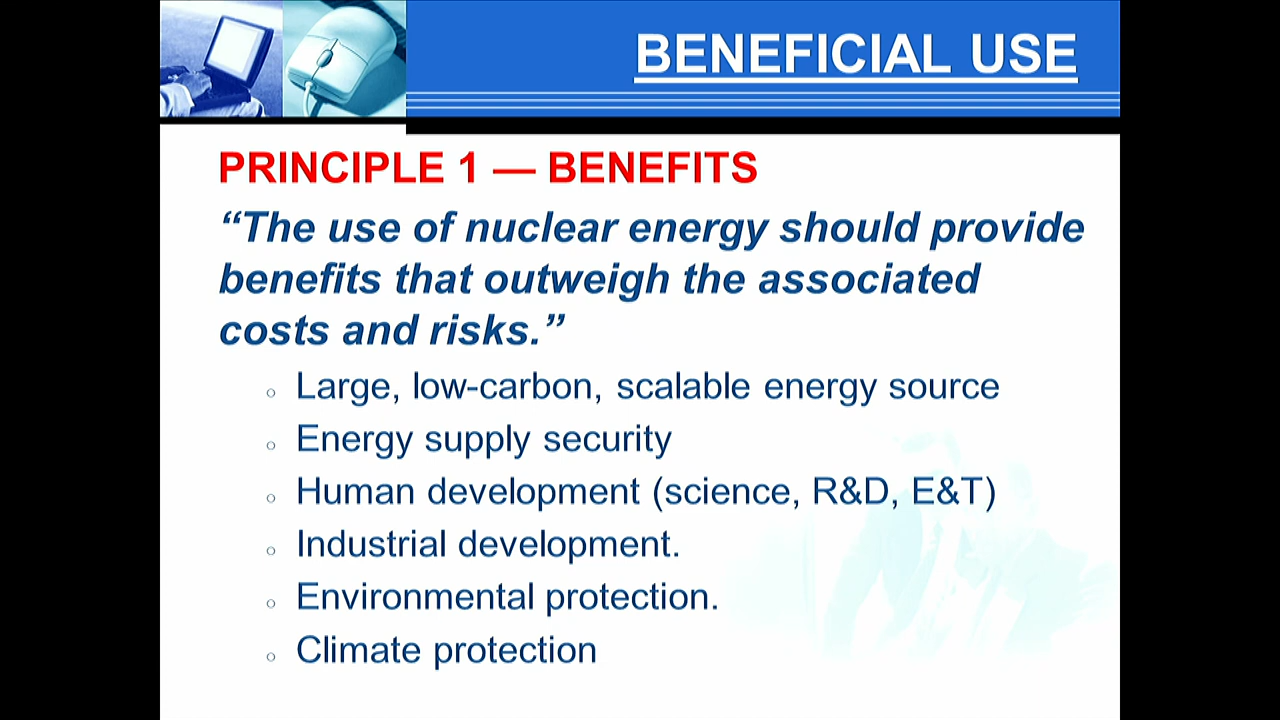 BENEFICIAL USE
PRINCIPLE 1 — BENEFITS
“The use of nuclear energy should provide
benefits that outweigh the associated
costs and risks.”
○ Large, low-carbon, scalable energy source
○ Energy supply security
○ Human development (science, R&D, E&T)
○ Industrial development.
○ Environmental protection.
○ Climate protection